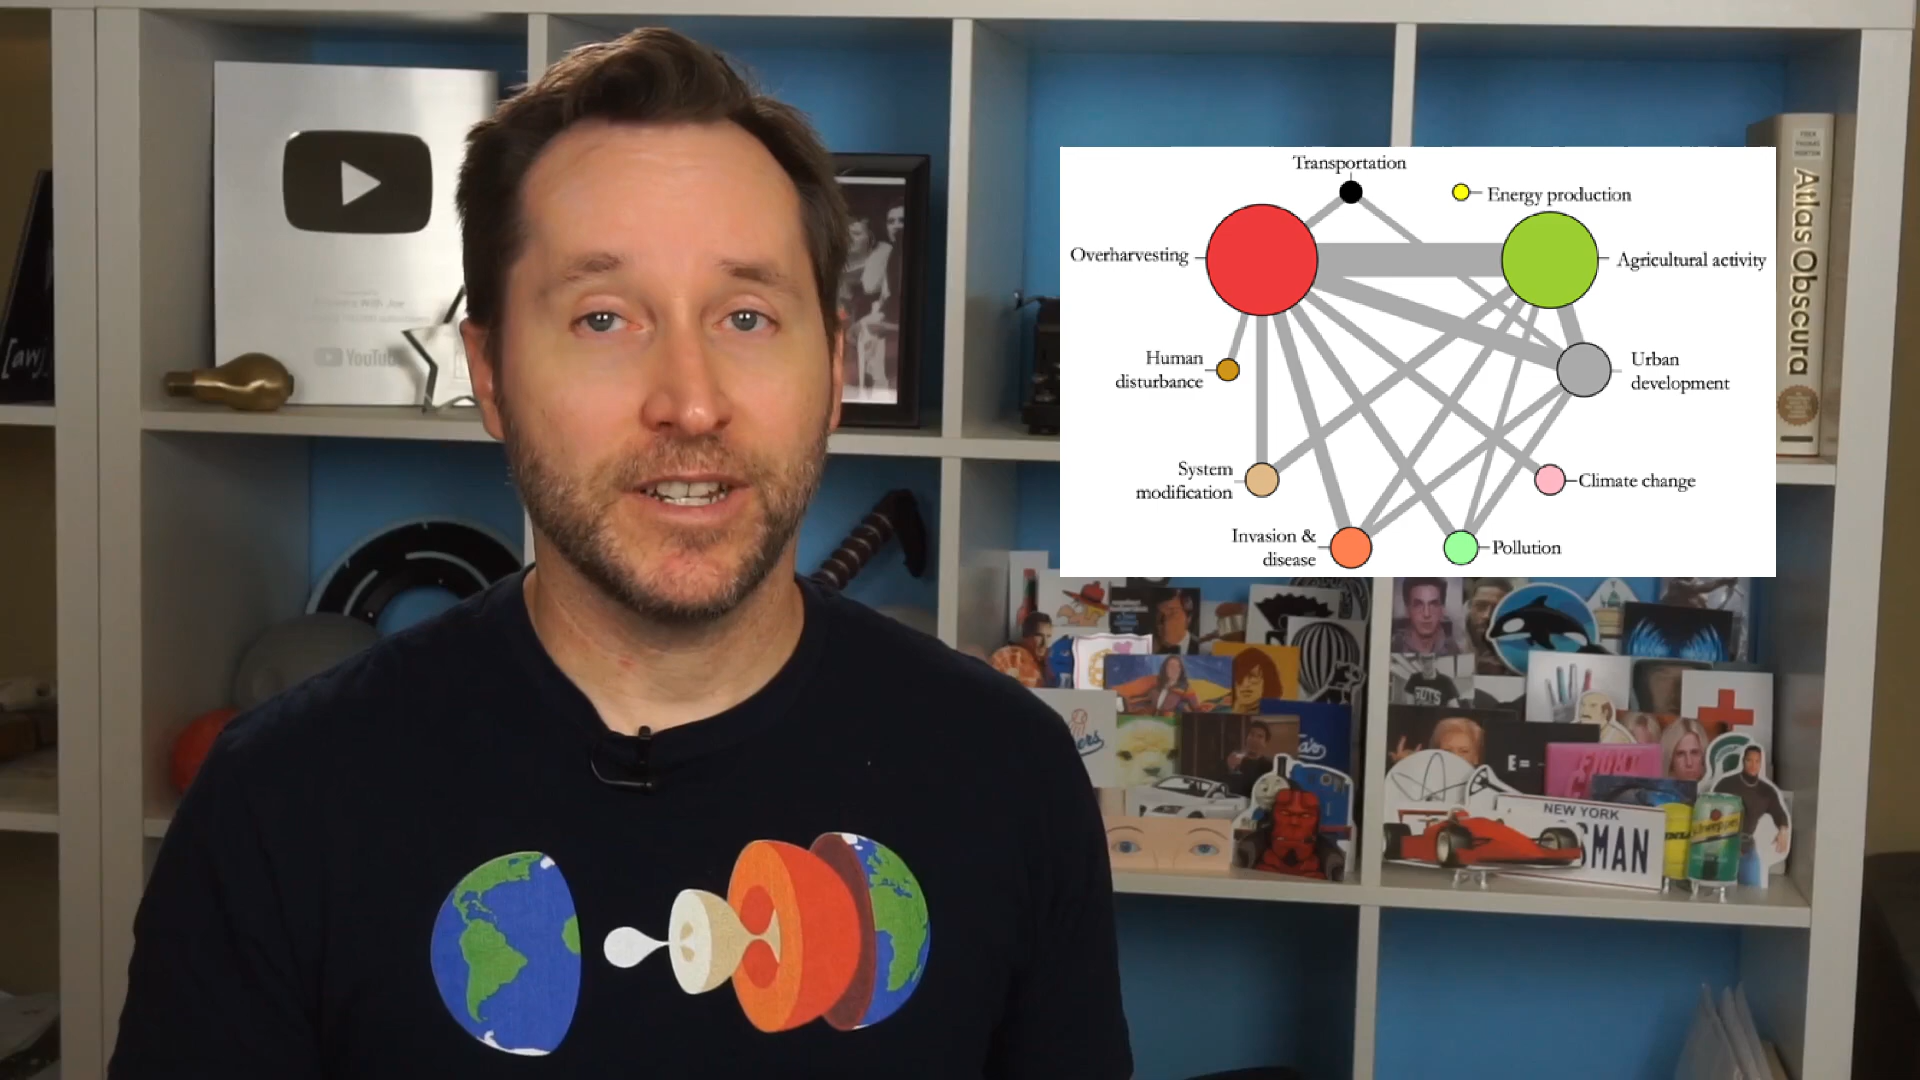 Transportation
Energy production
Overharvesting
Agricultural activity
Human
disturbance
Urban
development
System
modification
Climate change
Invasion &
disease
Pollution
Atlas Obscura
YouTube
[aw]
E=
NEW YORK
SMAN